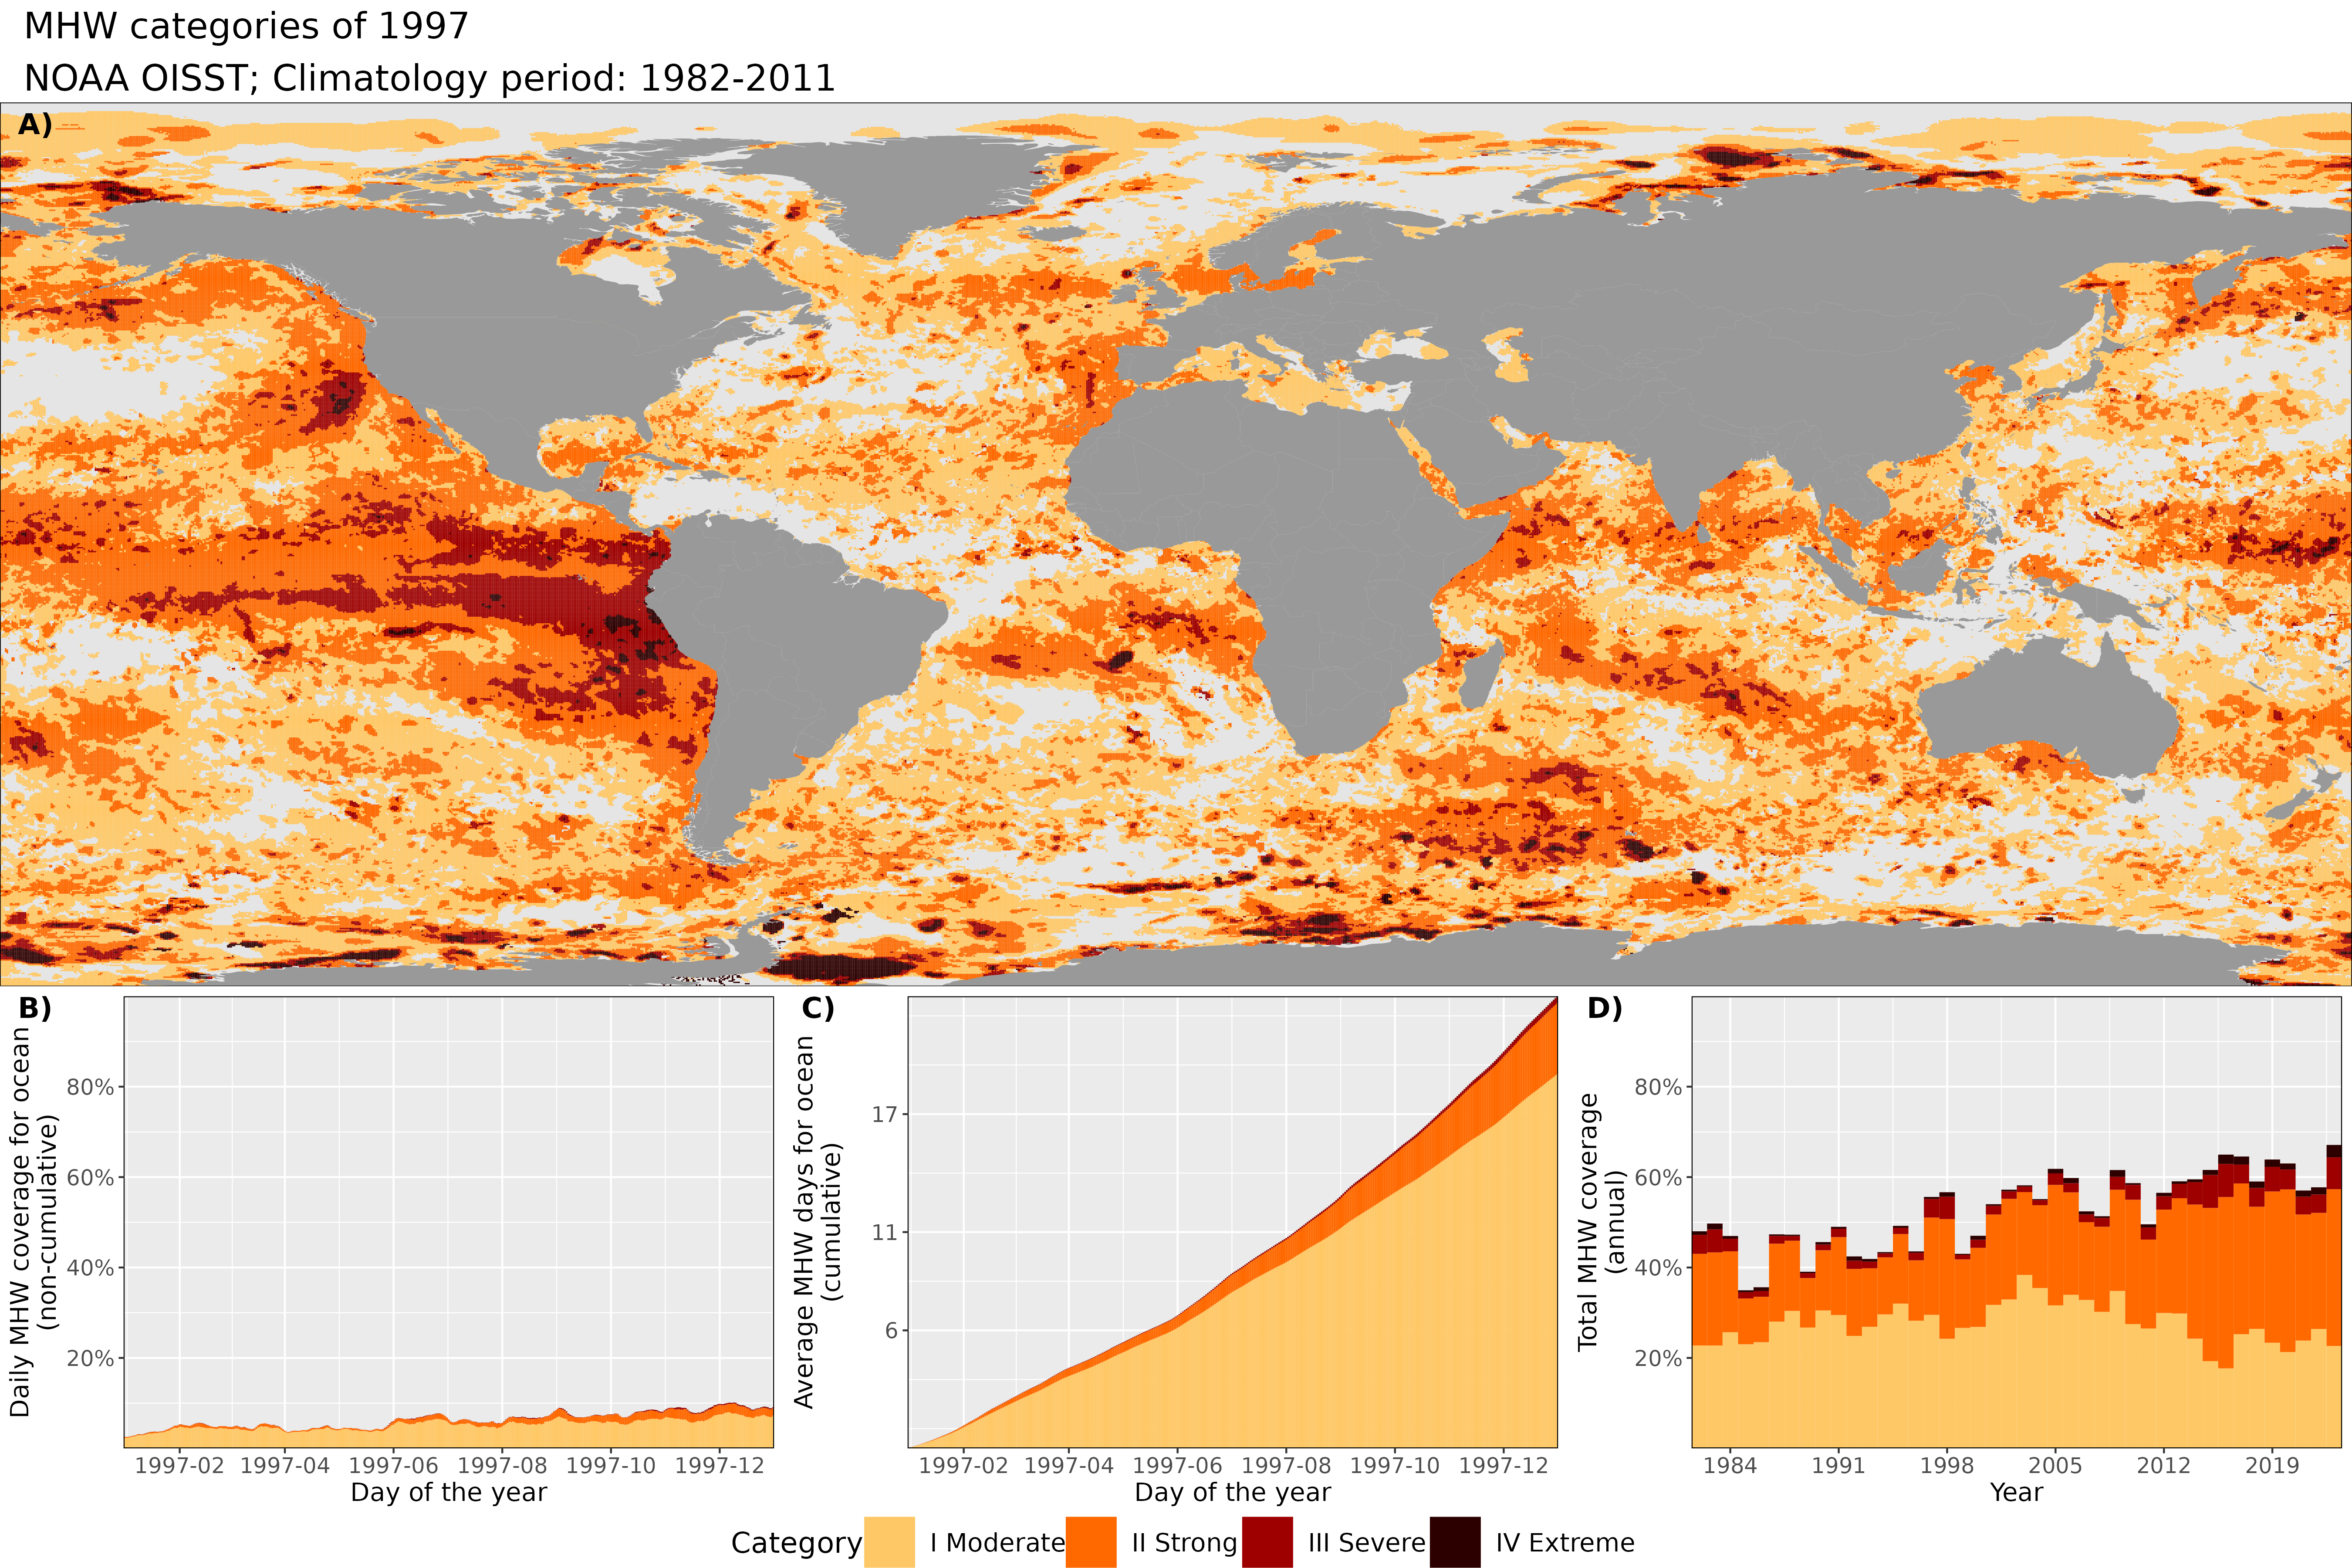 MHW categories of 1997
NOAA OISST; Climatology period: 1982-2011
A)
B)
Daily MHW coverage for ocean
(non-cumulative)
80%
60%
40%
20%
1997-02 1997-04 1997-06 1997-08 1997-10 1997-12
Day of the year
C)
Average MHW days for ocean
(cumulative)
17
11
6
1997-02 1997-04 1997-06 1997-08 1997-10 1997-12
Day of the year
D)
Total MHW coverage
(annual)
80%
60%
40%
20%
1984 1991 1998 2005 2012 2019
Year
Category I Moderate II Strong III Severe IV Extreme